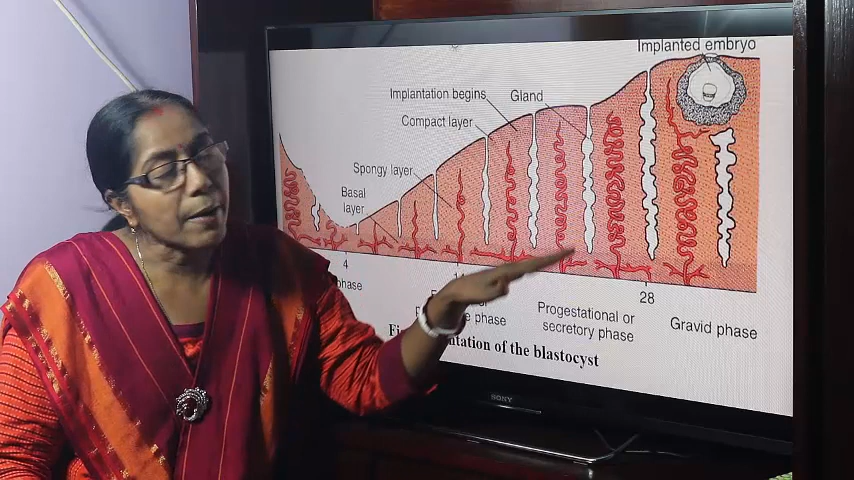 Implanted embryo
Implantation begins
Gland
Compact layer
Spongy layer
Basal
layer
4
28
phase
phase
Progestational or
secretory phase
Gravid phase
of the blastocyst
SONY